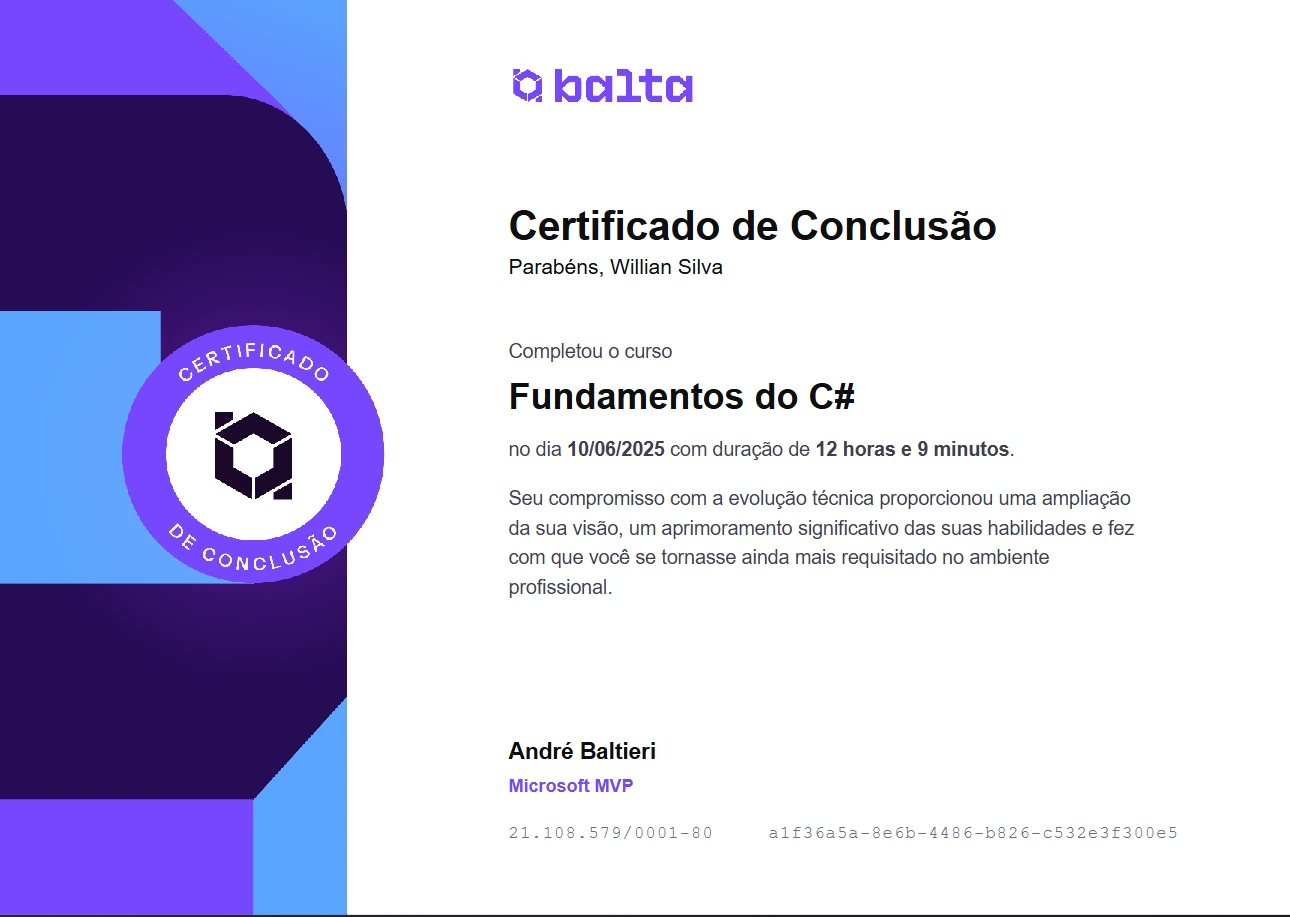 balta
Certificado de Conclusão
Parabéns, Willian Silva
Completou o curso
Fundamentos do C#
no dia 10/06/2025 com duração de 12 horas e 9 minutos.
Seu compromisso com a evolução técnica proporcionou uma ampliação
da sua visão, um aprimoramento significativo das suas habilidades e fez
com que você se tornasse ainda mais requisitado no ambiente
profissional.
CERTIFICADO
DE CONCLUSÃO
André Baltieri
Microsoft MVP
21.108.579/0001-80 a1f36a5a-8e6b-4486-b826-c532e3f300e5